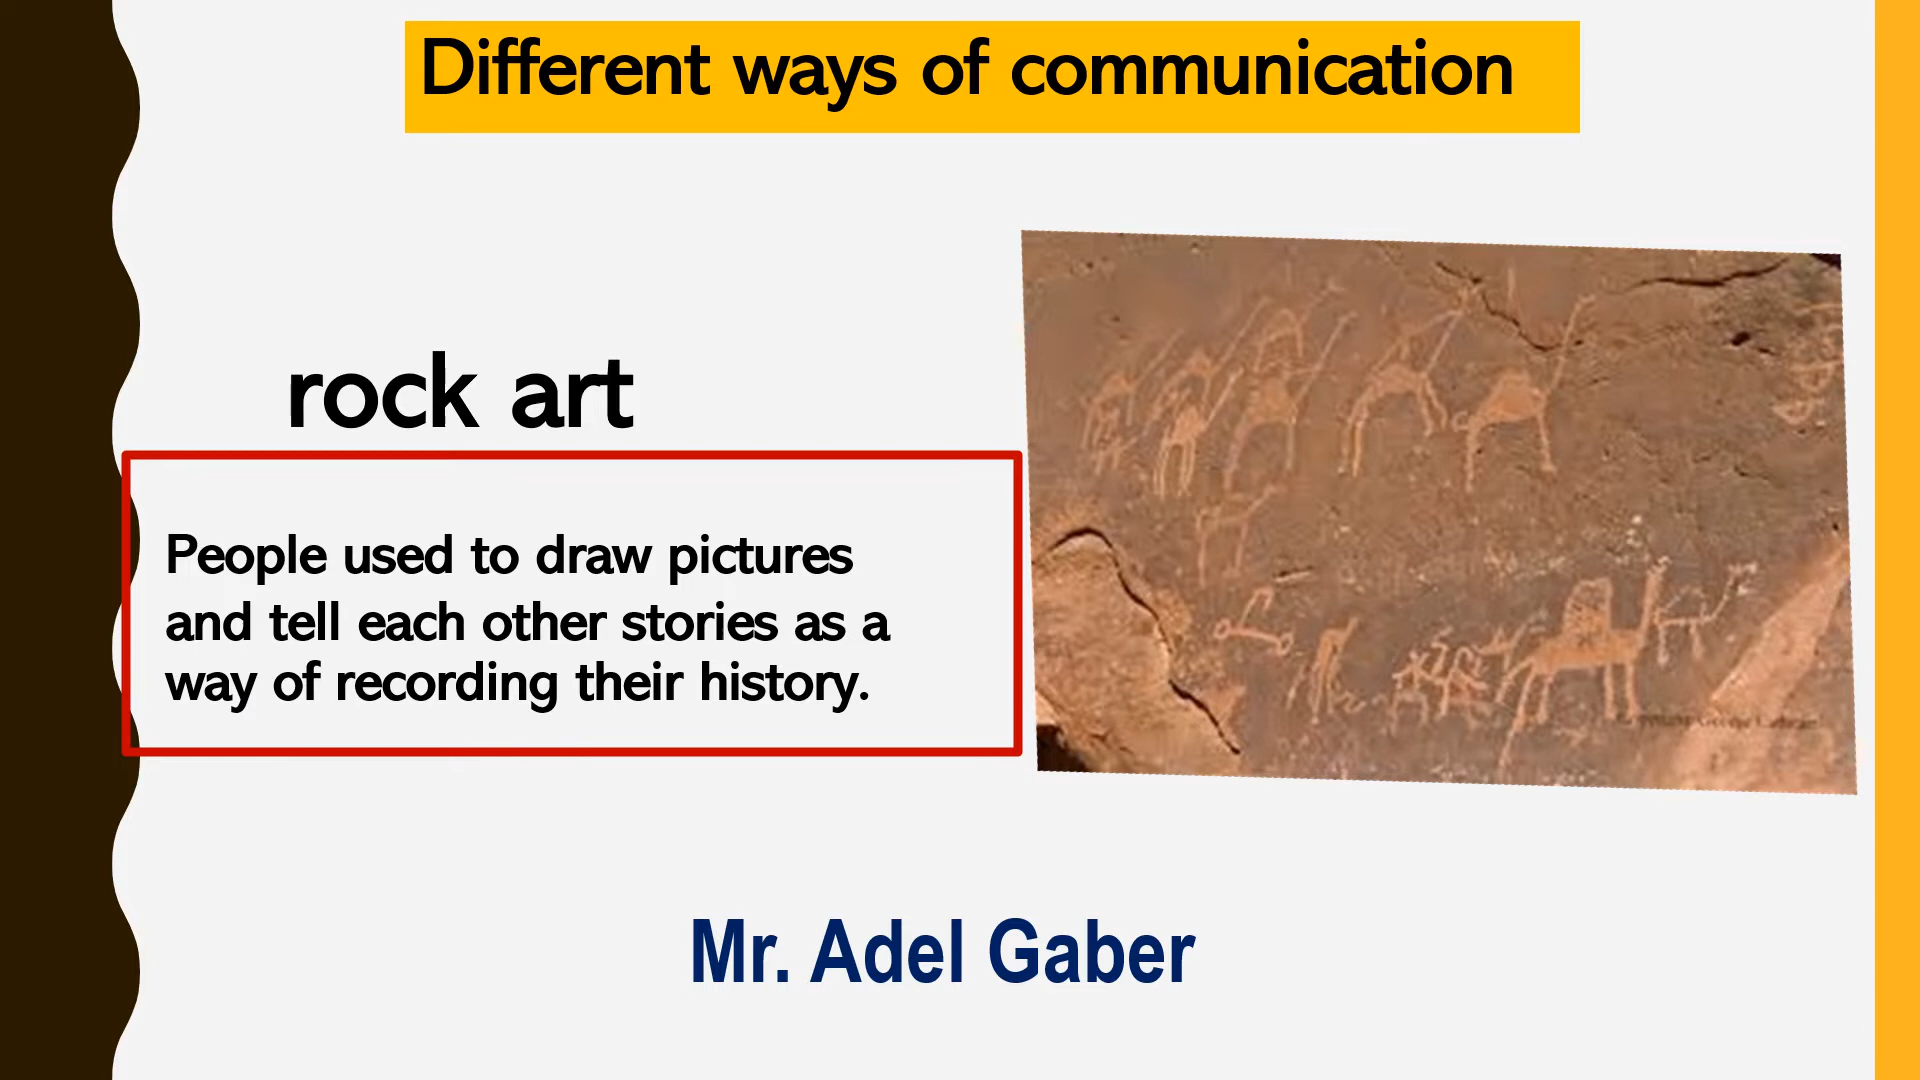 Different ways of communication
rock art
People used to draw pictures
and tell each other stories as a
way of recording their history.
Mr. Adel Gaber